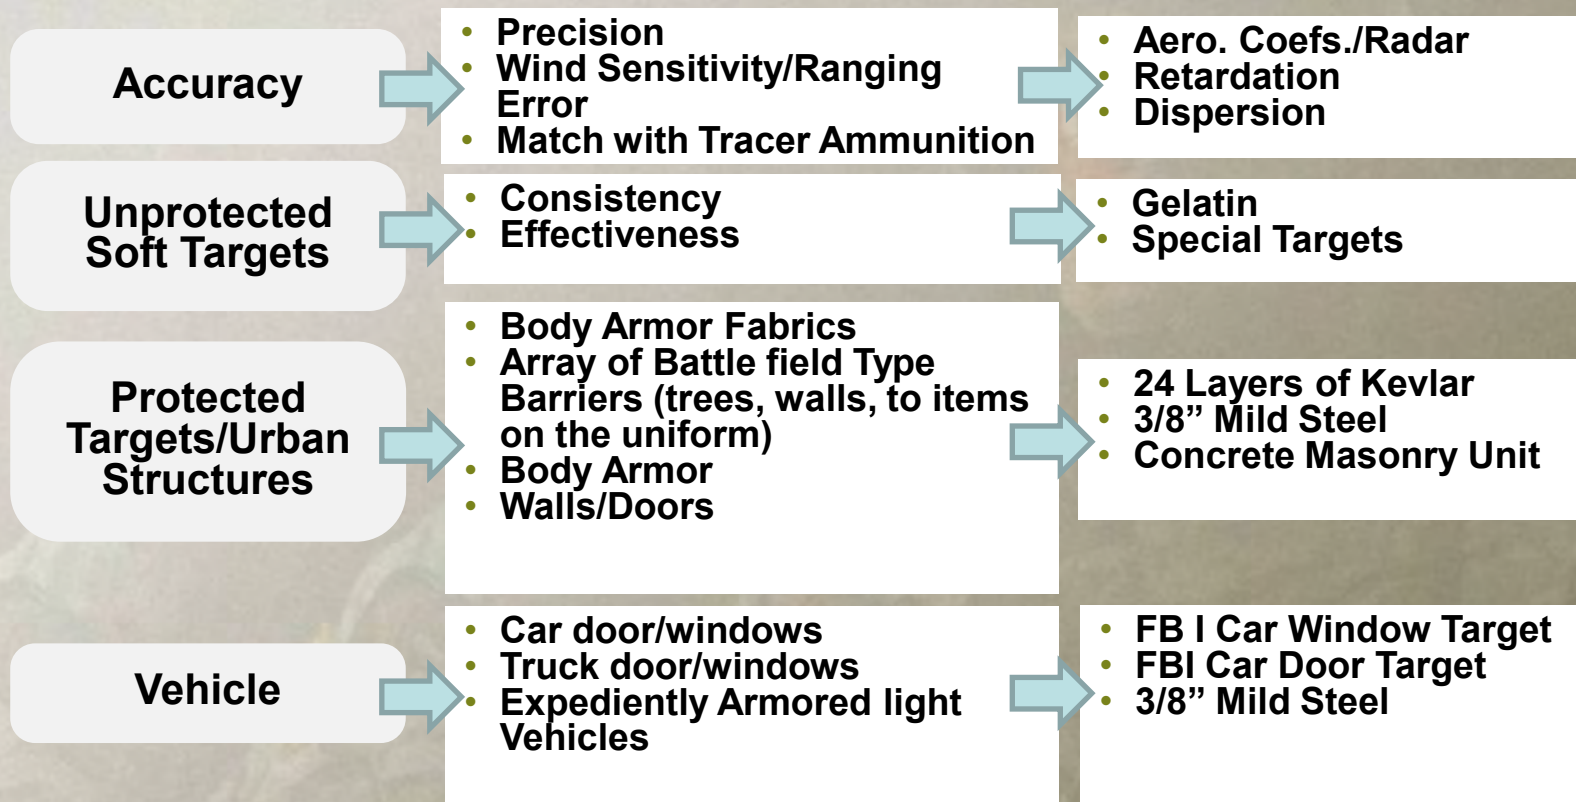 Accuracy
• Precision
• Wind Sensitivity/Ranging
Error
• Match with Tracer Ammunition
• Aero. Coefs./Radar
• Retardation
• Dispersion
Unprotected
Soft Targets
• Consistency
• Effectiveness
• Gelatin
• Special Targets
Protected
Targets/Urban
Structures
• Body Armor Fabrics
• Array of Battle field Type
Barriers (trees, walls, to items
on the uniform)
• Body Armor
• Walls/Doors
• 24 Layers of Kevlar
• 3/8” Mild Steel
• Concrete Masonry Unit
Vehicle
• Car door/windows
• Truck door/windows
• Expediently Armored light
Vehicles
• FB I Car Window Target
• FBI Car Door Target
• 3/8” Mild Steel